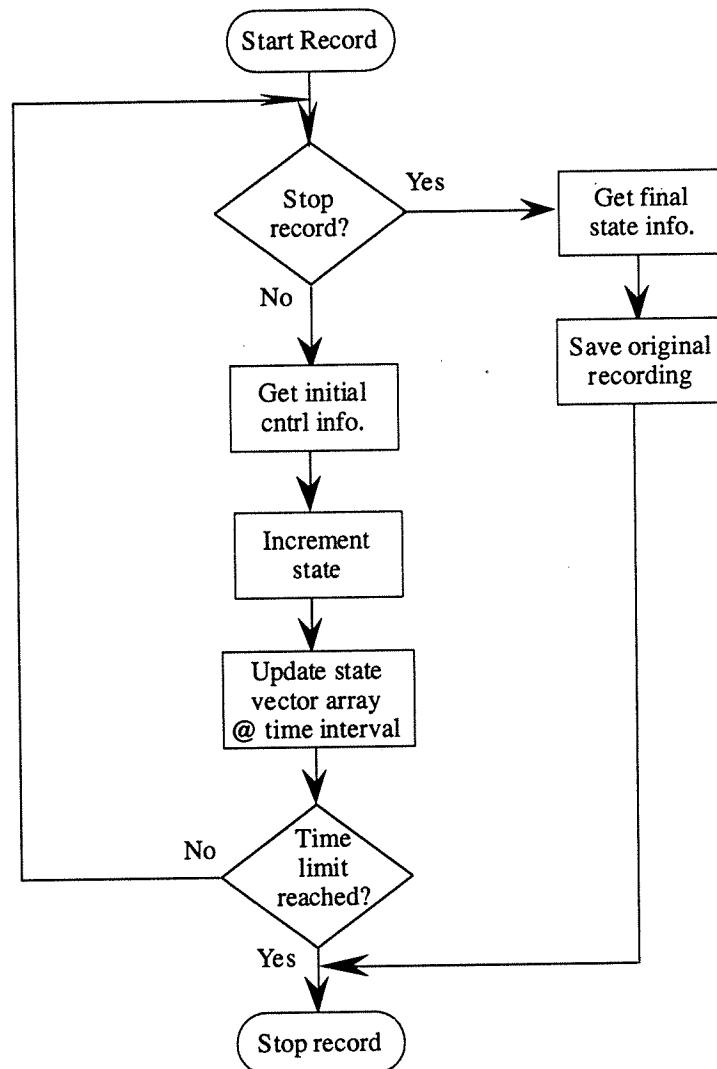 Start Record
Stop
record?
Yes
Get final
state info.
No
Save original
recording
Get initial
cntrl info.
Increment
state
Update state
vector array
@ time interval
Time
limit
reached?
No
Yes
Stop record